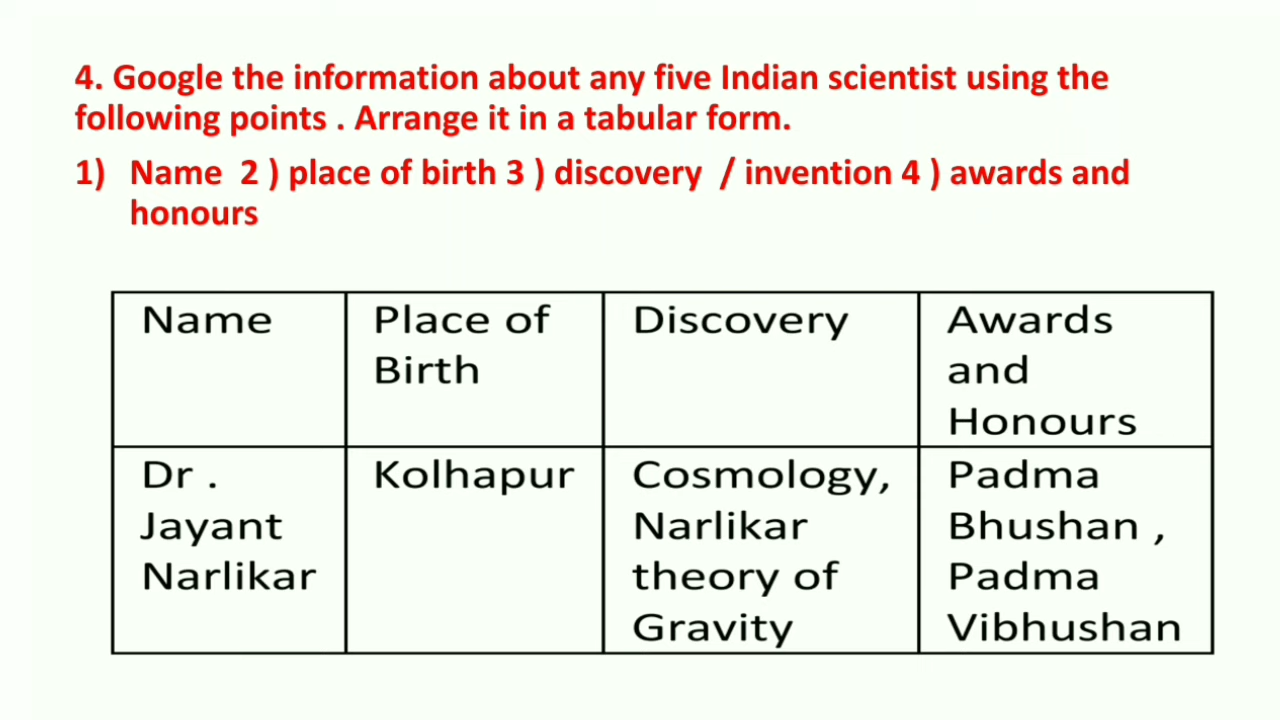 4. Google the information about any five Indian scientist using the
following points . Arrange it in a tabular form.
1) Name 2 ) place of birth 3 ) discovery / invention 4 ) awards and
honours
Name
Place of
Birth
Discovery
Awards
and
Honours
Dr .
Jayant
Narlikar
Kolhapur
Cosmology,
Narlikar
theory of
Gravity
Padma
Bhushan ,
Padma
Vibhushan